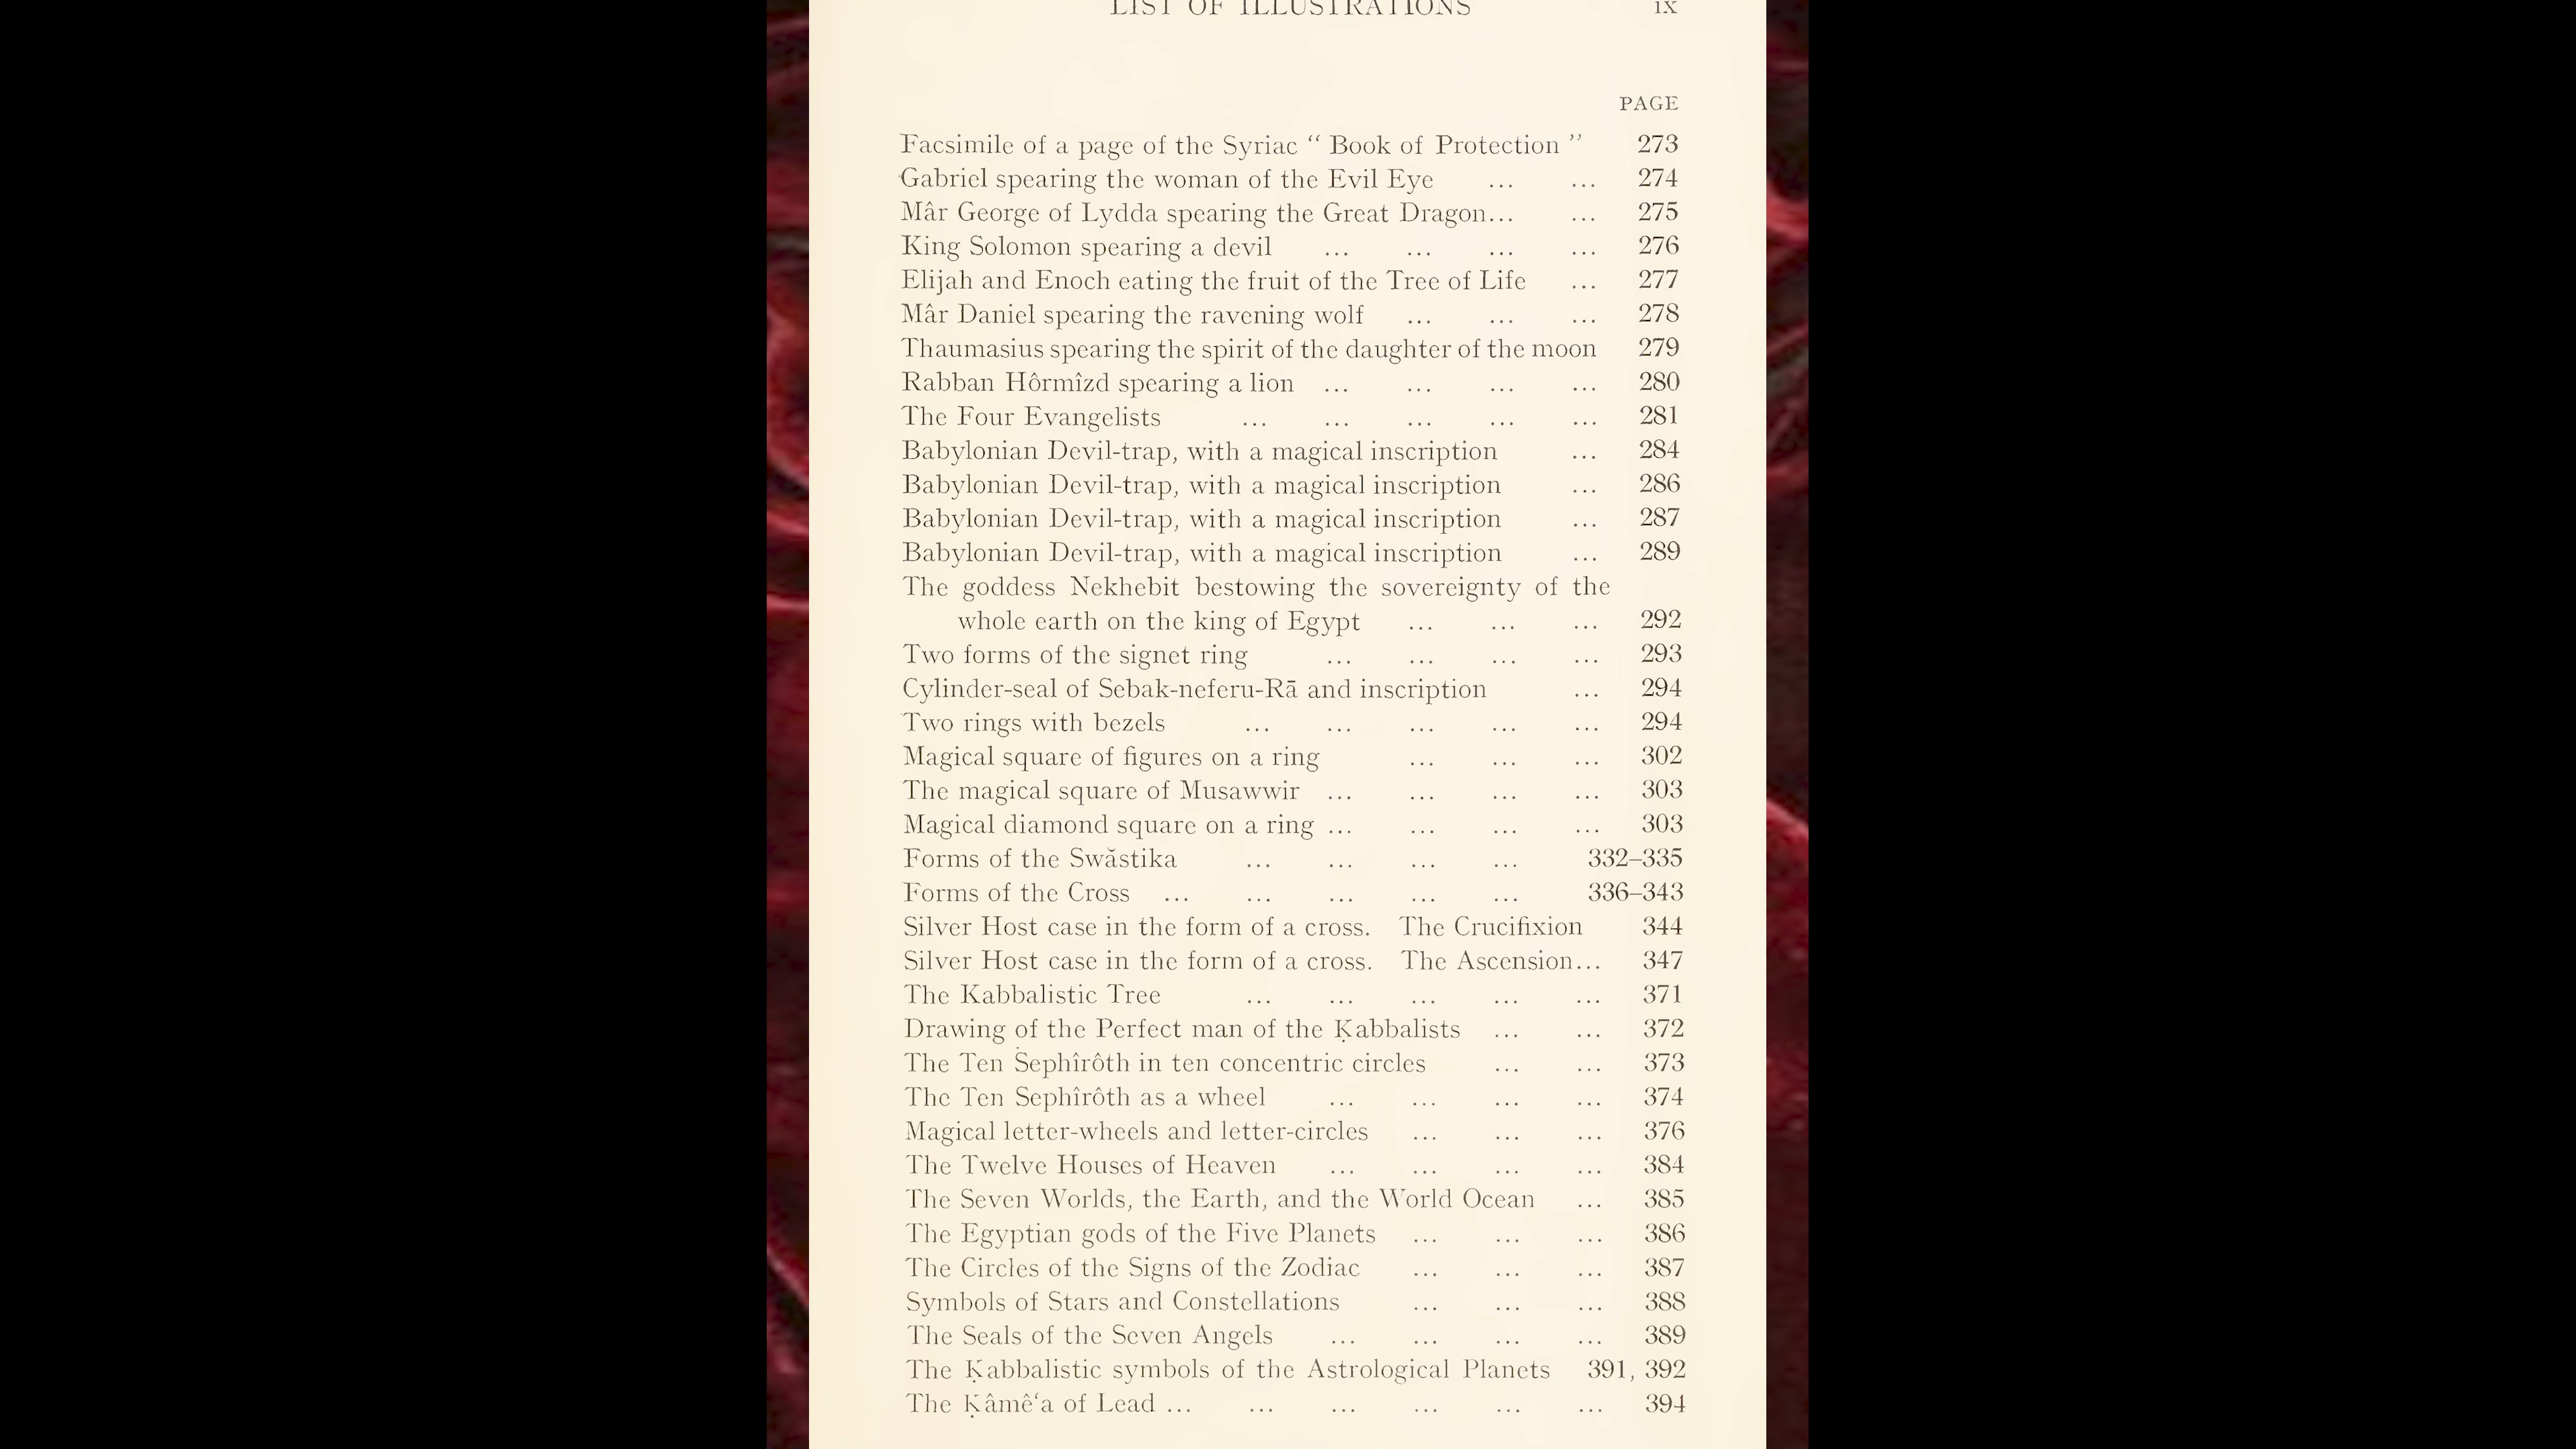 LIST OF ILLUSTRATIONS ix
PAGE
Facsimile of a page of the Syriac “ Book of Protection ” 273
Gabriel spearing the woman of the Evil Eye ... ... 274
Mâr George of Lydda spearing the Great Dragon... ... 275
King Solomon spearing a devil ... ... ... ... 276
Elijah and Enoch eating the fruit of the Tree of Life ... 277
Mâr Daniel spearing the ravening wolf ... ... ... 278
Thaumasius spearing the spirit of the daughter of the moon 279
Rabban Hôrmîzd spearing a lion ... ... ... ... 280
The Four Evangelists ... ... ... ... ... 281
Babylonian Devil-trap, with a magical inscription ... 284
Babylonian Devil-trap, with a magical inscription ... 286
Babylonian Devil-trap, with a magical inscription ... 287
Babylonian Devil-trap, with a magical inscription ... 289
The goddess Nekhebit bestowing the sovereignty of the
whole earth on the king of Egypt ... ... ... 292
Two forms of the signet ring ... ... ... ... 293
Cylinder-seal of Sebak-neferu-Rā and inscription ... 294
Two rings with bezels ... ... ... ... ... 294
Magical square of figures on a ring ... ... ... 302
The magical square of Musawwir ... ... ... ... 303
Magical diamond square on a ring ... ... ... ... 303
Forms of the Swăstika ... ... ... ... 332–335
Forms of the Cross ... ... ... ... ... 336–343
Silver Host case in the form of a cross. The Crucifixion 344
Silver Host case in the form of a cross. The Ascension... 347
The Kabbalistic Tree ... ... ... ... ... 371
Drawing of the Perfect man of the Ḳabbalists ... ... 372
The Ten Sephîrôth in ten concentric circles ... ... 373
The Ten Sephîrôth as a wheel ... ... ... ... 374
Magical letter-wheels and letter-circles ... ... ... 376
The Twelve Houses of Heaven ... ... ... ... 384
The Seven Worlds, the Earth, and the World Ocean ... 385
The Egyptian gods of the Five Planets ... ... ... 386
The Circles of the Signs of the Zodiac ... ... ... 387
Symbols of Stars and Constellations ... ... ... 388
The Seals of the Seven Angels ... ... ... ... 389
The Ḳabbalistic symbols of the Astrological Planets 391, 392
The Ḳâmê‘a of Lead ... ... ... ... ... ... 394